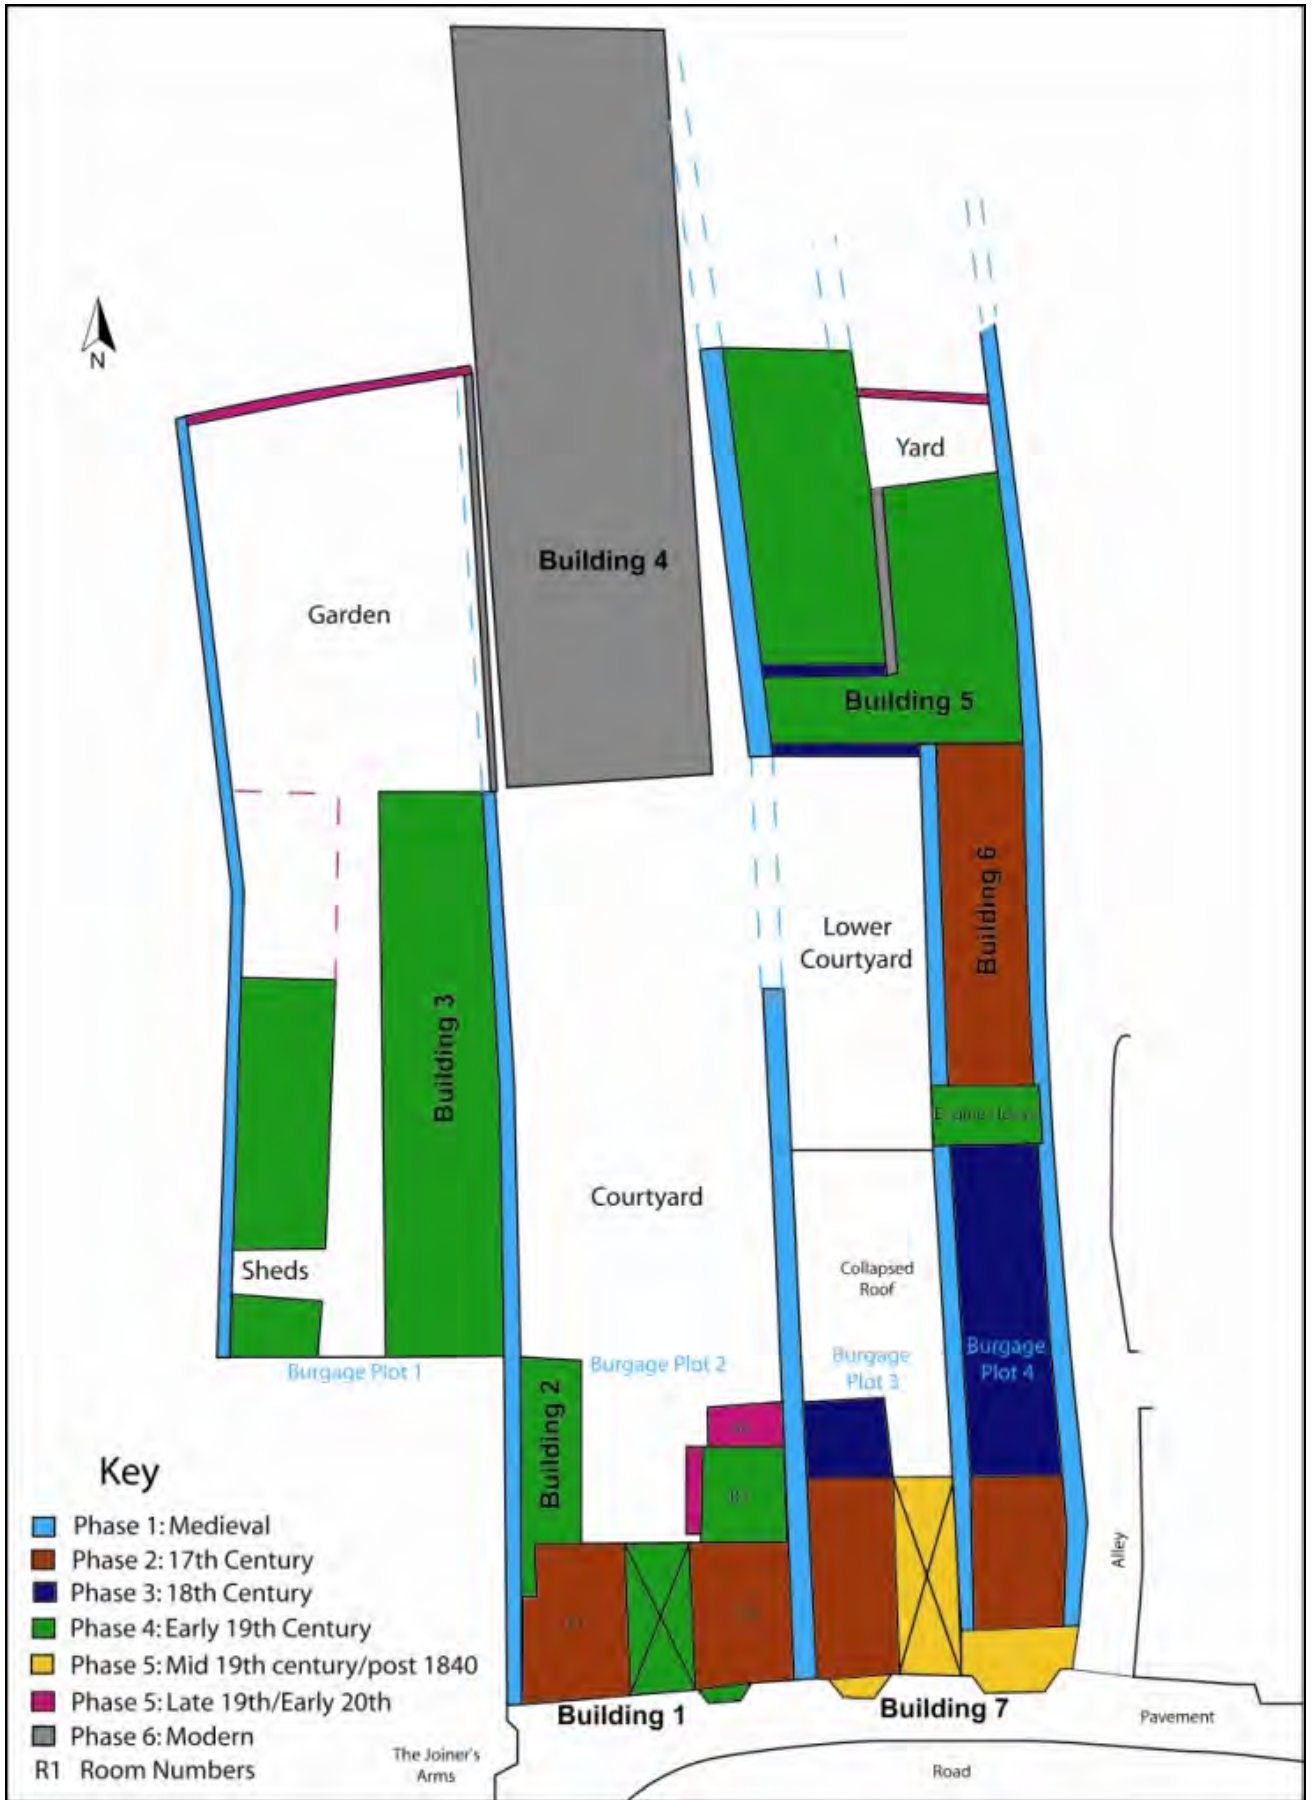 N
Yard
Building 4
Garden
Building 5
Building 6
Lower
Courtyard
Building 3
Courtyard
Sheds
Collapsed
Roof
Burgage Plot 1
Burgage Plot 2
Burgage
Plot 3
Burgage
Plot 4
Building 2
Key
Phase 1: Medieval
Phase 2: 17th Century
Phase 3: 18th Century
Phase 4: Early 19th Century
Phase 5: Mid 19th century/post 1840
Phase 5: Late 19th/Early 20th
Phase 6: Modern
R1 Room Numbers
Alley
Building 1
Building 7
Pavement
The Joiner's
Arms
Road